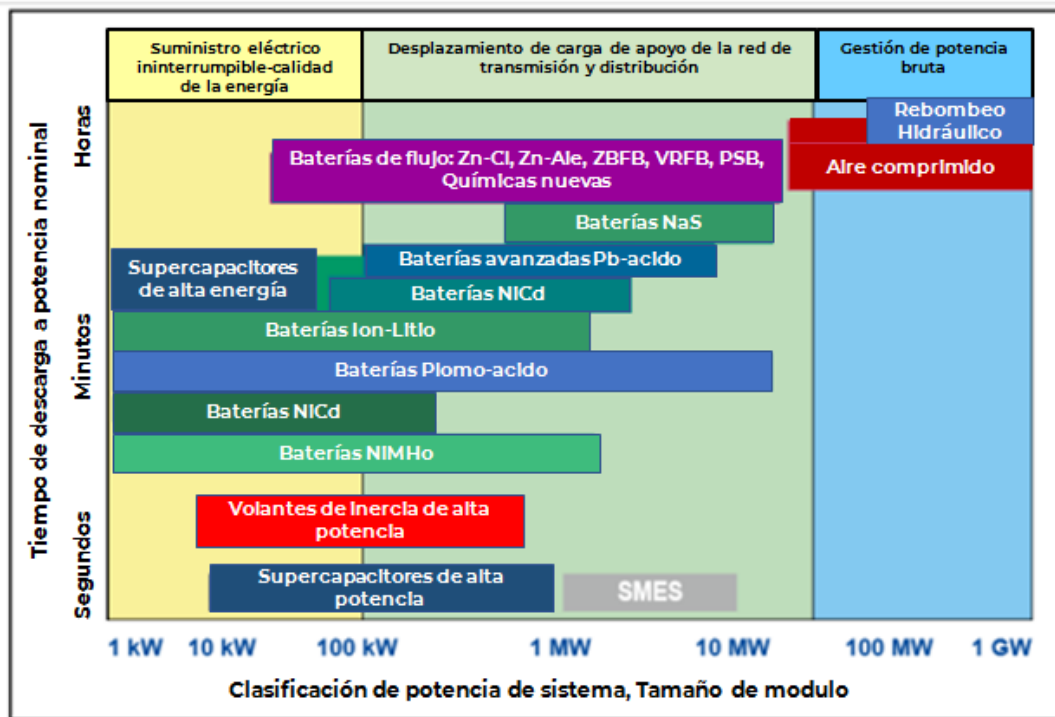 Suministro eléctrico
ininterrumpible-calidad
de la energía
Desplazamiento de carga de apoyo de la red de
transmisión y distribución
Gestión de potencia
bruta
Tiempo de descarga a potencia nominal
Horas
Minutos
Segundos
Rebombeo
Hidráulico
Aire comprimido
Baterías de flujo: Zn-Cl, Zn-Aie, ZBFB, VRFB, PSB,
Químicas nuevas
Baterías NaS
Baterías avanzadas Pb-acido
Supercapacitores
de alta energía
Baterías NiCd
Baterías Ion-Litio
Baterías Plomo-acido
Baterías NiCd
Baterías NiMHo
Volantes de Inercia de alta
potencia
Supercapacitores de alta
potencia
SMES
1 kW 10 kW 100 kW 1 MW 10 MW 100 MW 1 GW
Clasificación de potencia de sistema, Tamaño de modulo